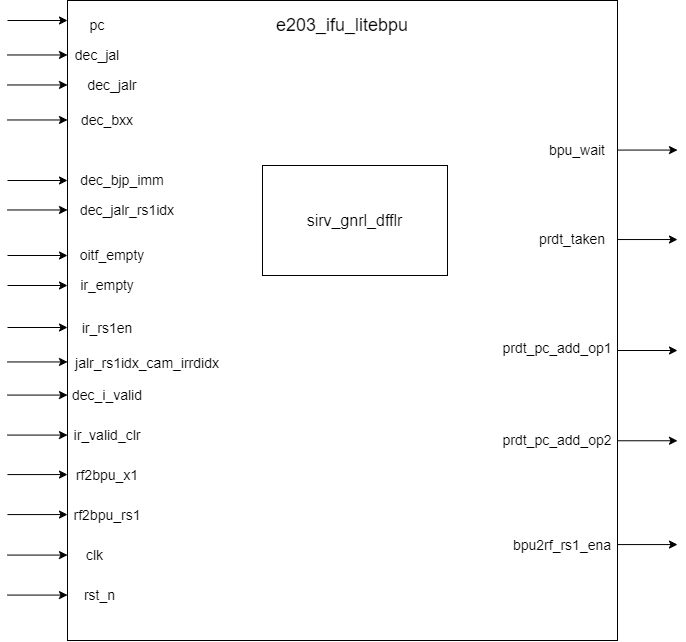 e203_ifu_litebpu
pc
dec_jal
dec_jalr
dec_bxx
dec_bjp_imm
dec_jalr_rs1idx
oitf_empty
ir_empty
ir_rs1en
jalr_rs1idx_cam_irrdidx
dec_i_valid
ir_valid_clr
rf2bpu_x1
rf2bpu_rs1
clk
rst_n
sirv_gnrl_dfflr
bpu_wait
prdt_taken
prdt_pc_add_op1
prdt_pc_add_op2
bpu2rf_rs1_ena